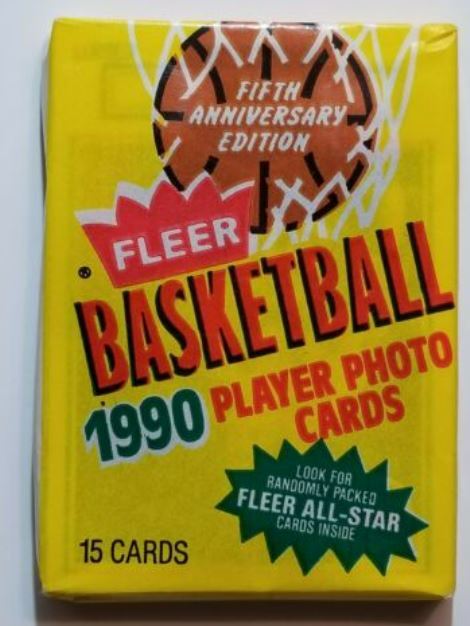 FIFTH
ANNIVERSARY
EDITION
FLEER
®
BASKETBALL
1990 PLAYER PHOTO
CARDS
LOOK FOR
RANDOMLY PACKED
FLEER ALL-STAR
CARDS INSIDE
15 CARDS